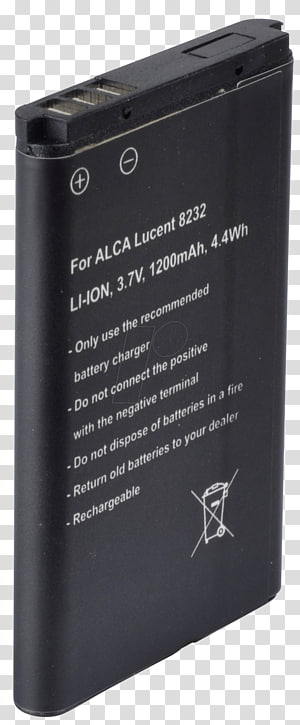 For ALCA Lucent 8232
LI-ION, 3.7V, 1200mAh, 4.4Wh
- Only use the recommended
battery charger
- Do not connect the positive
with the negative terminal
- Do not dispose of batteries in a fire
- Return old batteries to your dealer
- Rechargeable